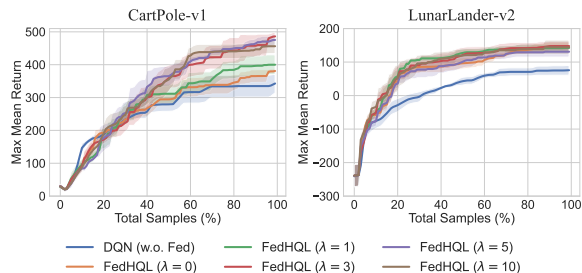 CartPole-v1
Max Mean Return
500
400
300
200
100
0
0 20 40 60 80 100
Total Samples (%)
LunarLander-v2
Max Mean Return
200
100
0
−100
−200
−300
0 20 40 60 80 100
Total Samples (%)
DQN (w.o. Fed)
FedHQL (λ = 0)
FedHQL (λ = 1)
FedHQL (λ = 3)
FedHQL (λ = 5)
FedHQL (λ = 10)